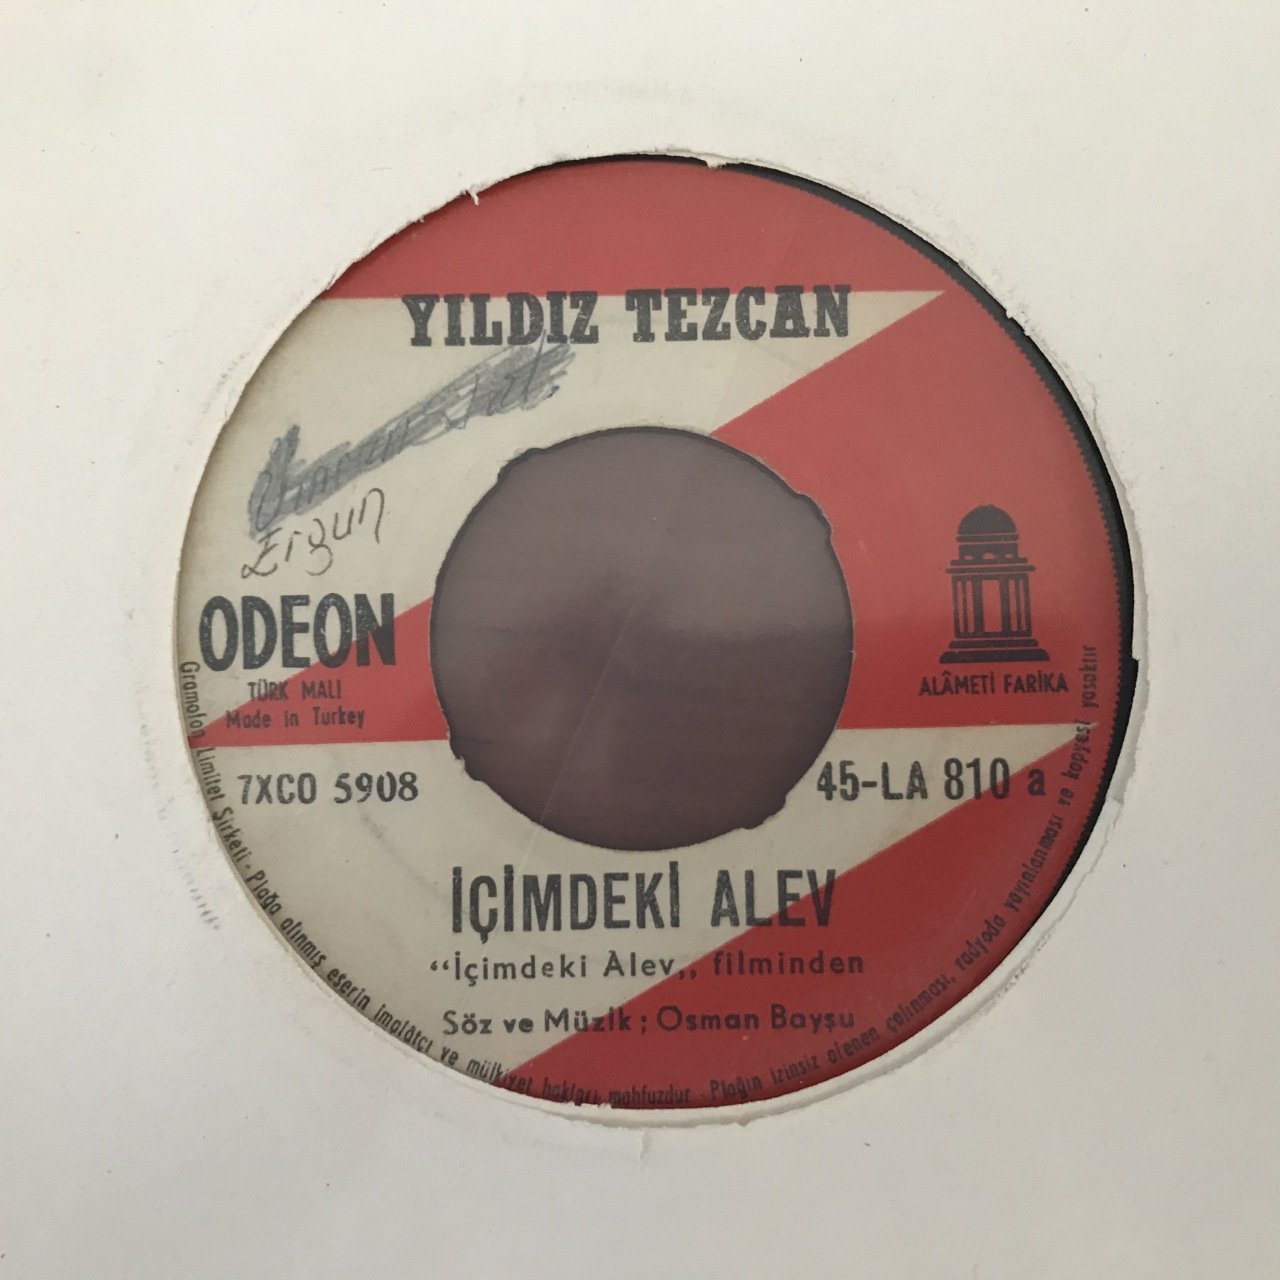 YILDIZ TEZCAN
Ergun
ODEON
TÜRK MALI
Made in Turkey
ALÂMETİ FARİKA
7XCO 5908
45-LA 810 a
İÇİMDEKİ ALEV
“İçimdeki Alev„ filminden
Söz ve Müzik ; Osman Bayşu
Gramofon Limitet Şirketi - Plağa alınmış eserin imalâtçı ve mülkiyet hakları mahfuzdur - Plağın izinsiz olenen çalınması, radyoda yayınlanması ve kopyesi yasaktır